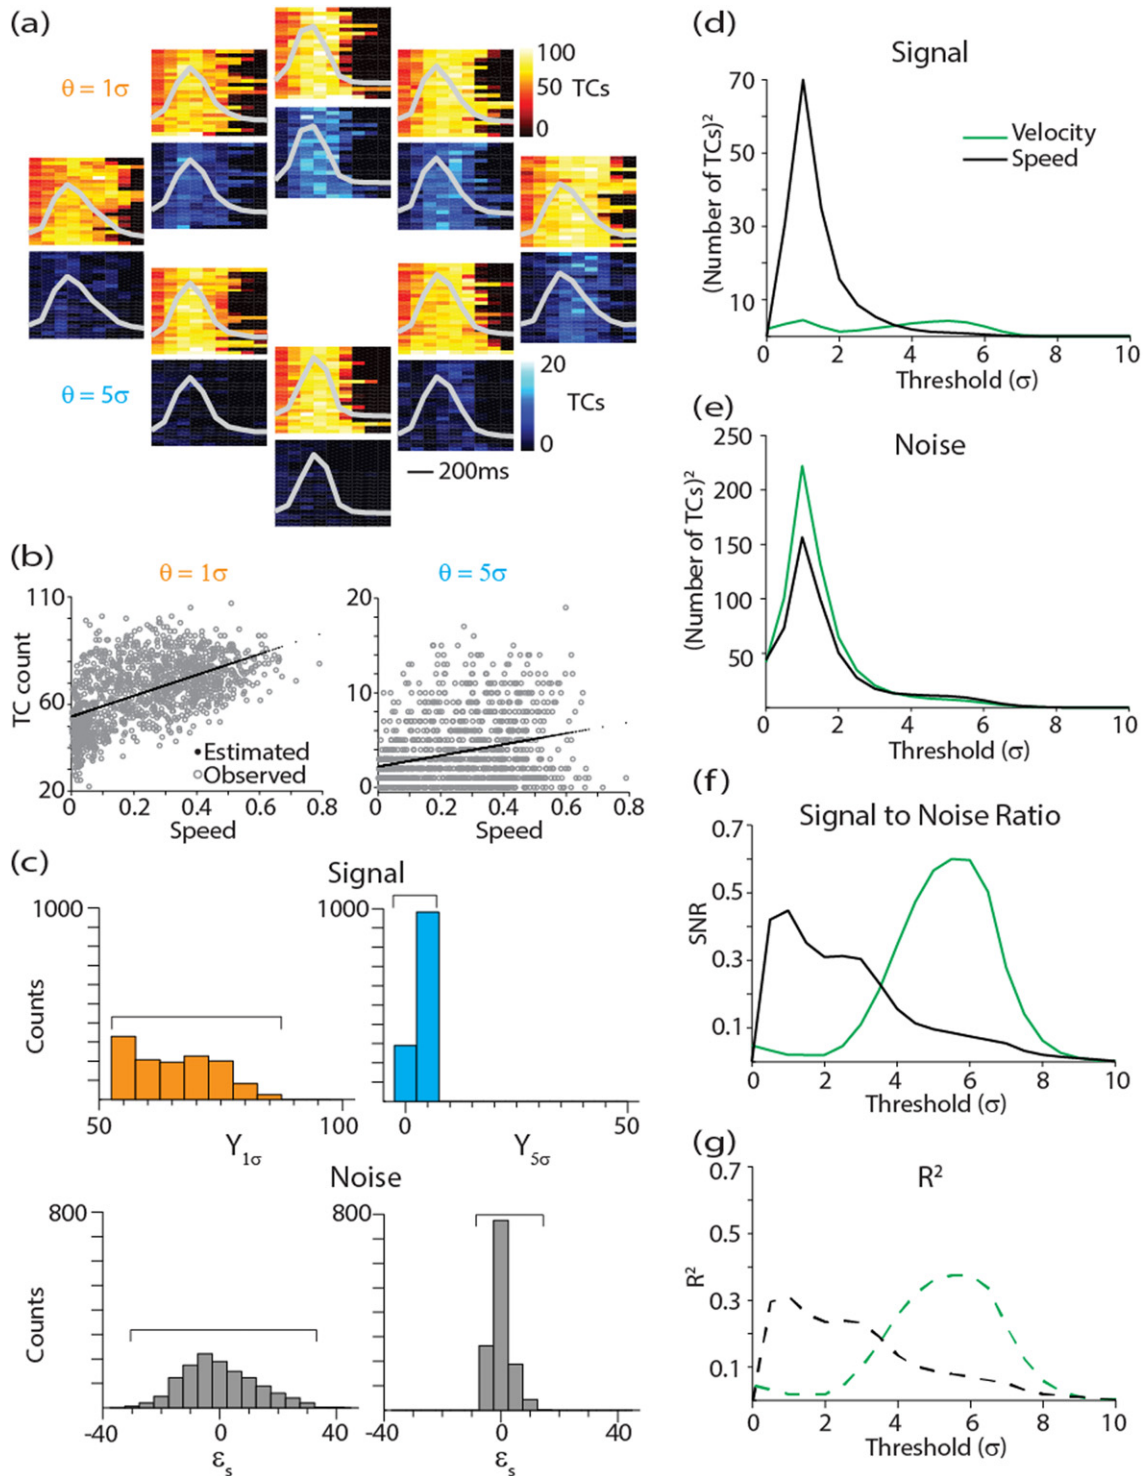 (a)
θ = 1σ
100
50 TCs
0
θ = 5σ
20
TCs
0
200ms
(b)
θ = 1σ
θ = 5σ
110
60
20
TC count
• Estimated
○ Observed
0 0.2 0.4 0.6 0.8
Speed
20
10
0
0 0.2 0.4 0.6 0.8
Speed
(c)
Signal
1000
Counts
50 100
Y1σ
1000
0 50
Y5σ
Noise
800
Counts
-40 0 40
εs
800
-40 0 40
εs
(d)
Signal
Velocity
Speed
70
50
30
10
(Number of TCs)²
0 2 4 6 8 10
Threshold (σ)
(e)
Noise
250
200
150
100
50
(Number of TCs)²
0 2 4 6 8 10
Threshold (σ)
(f)
Signal to Noise Ratio
0.7
0.5
0.3
0.1
SNR
0 2 4 6 8 10
Threshold (σ)
(g)
R²
0.7
0.5
0.3
0.1
R²
0 2 4 6 8 10
Threshold (σ)